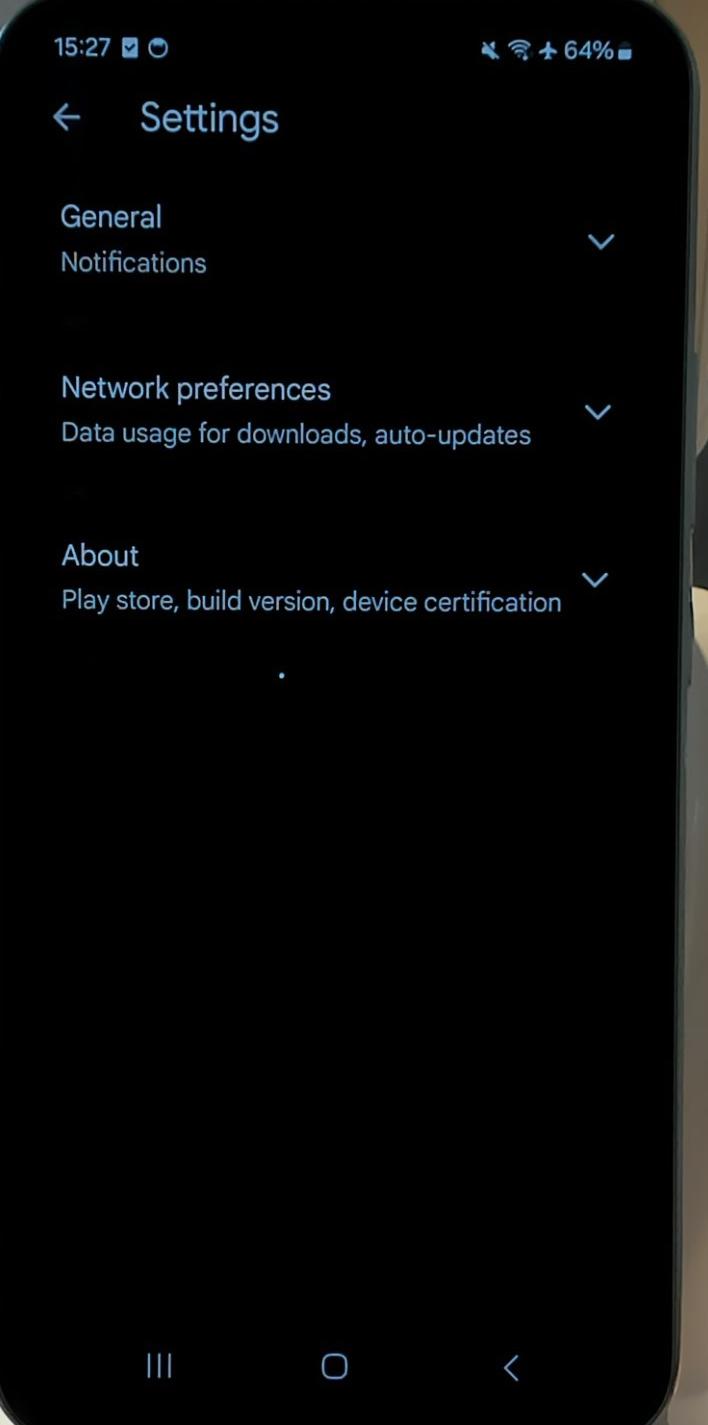 15:27
64%
Settings
General
Notifications
Network preferences
Data usage for downloads, auto-updates
About
Play store, build version, device certification